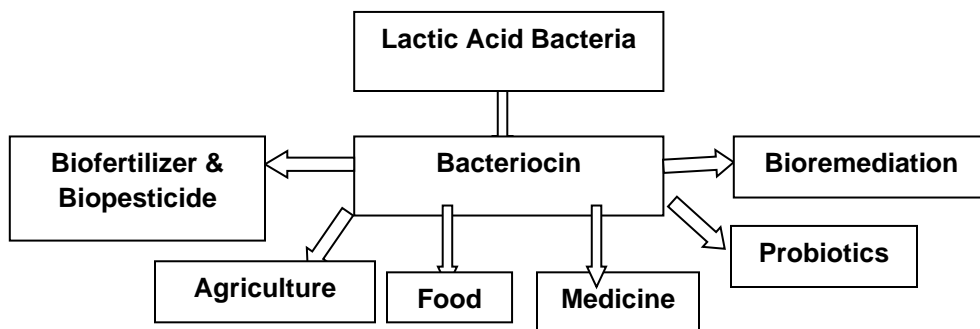 Lactic Acid Bacteria
Biofertilizer &
Biopesticide
Bacteriocin
Bioremediation
Probiotics
Agriculture
Food
Medicine